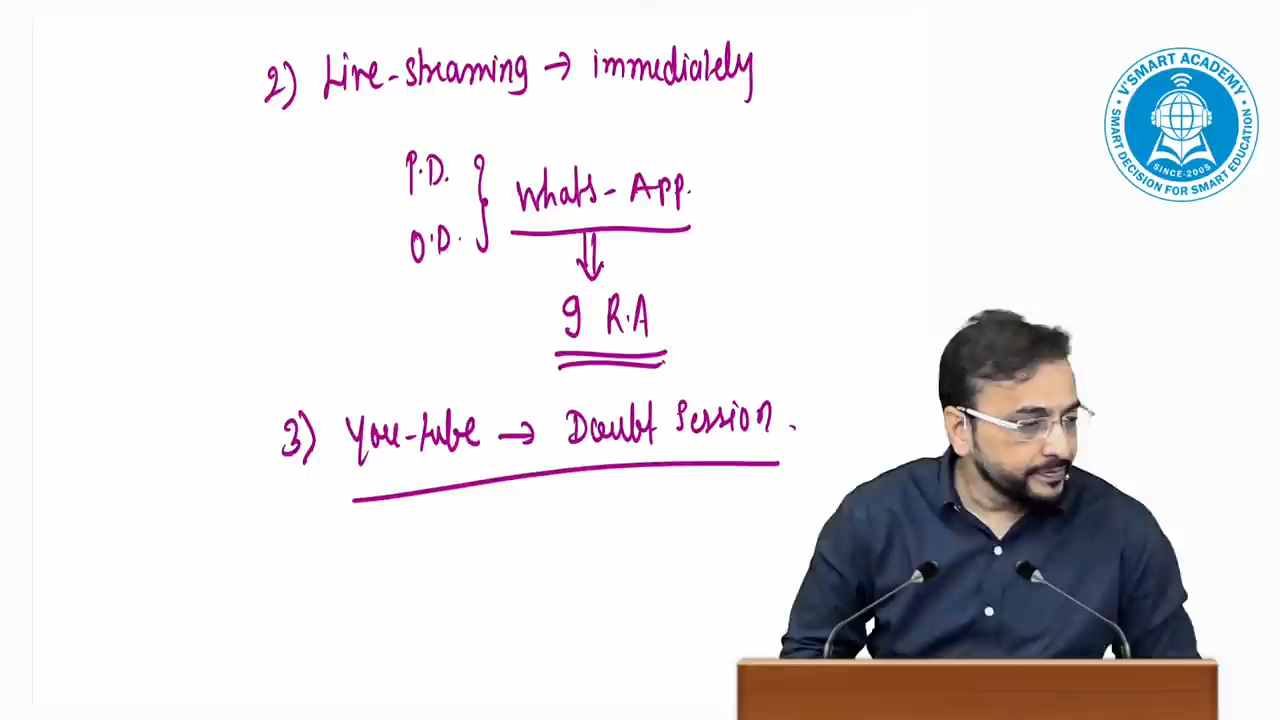 2) Live-streaming → immediately
P.D.
O.D. } Whats-App.
⇓
9 R.A
3) You-tube → Doubt Session.
V'SMART ACADEMY
SINCE-2005
• SMART DECISION FOR SMART EDUCATION •